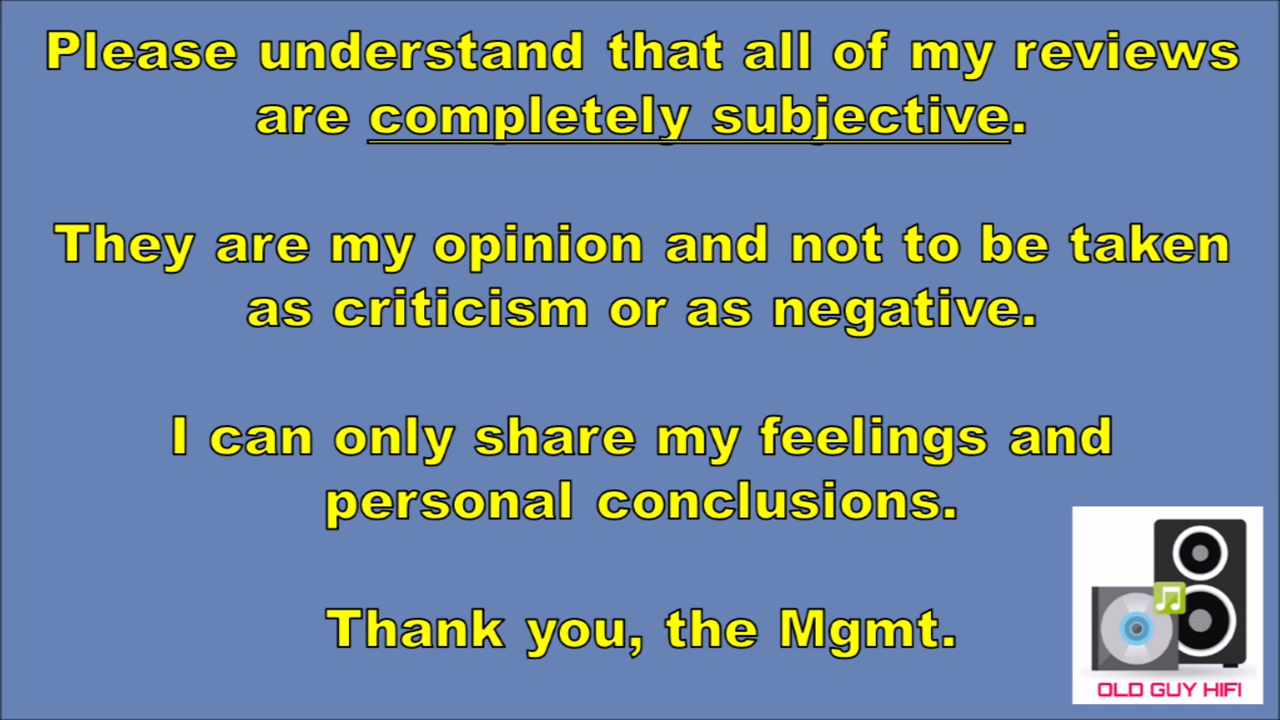 Please understand that all of my reviews
are completely subjective.
They are my opinion and not to be taken
as criticism or as negative.
I can only share my feelings and
personal conclusions.
Thank you, the Mgmt.
OLD GUY HIFI